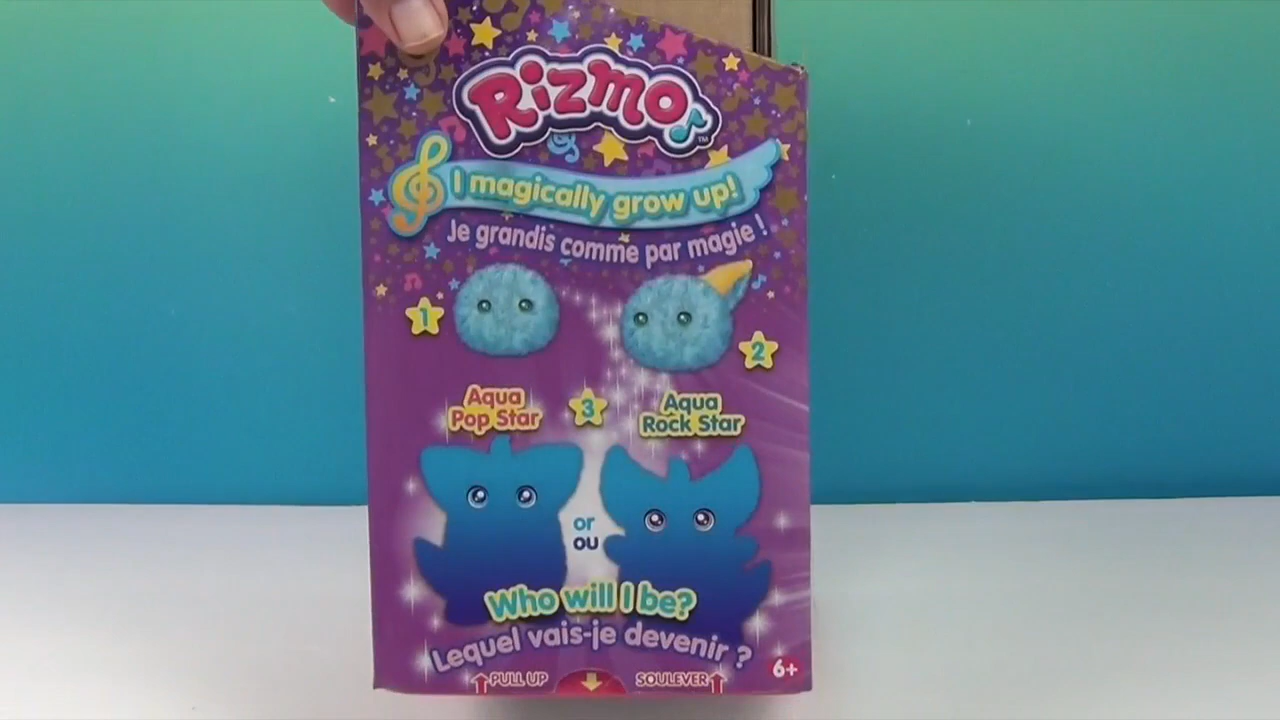 Rizmo
TM
I magically grow up!
Je grandis comme par magie !
1
2
Aqua
Pop Star
3
Aqua
Rock Star
or
ou
Who will I be?
Lequel vais-je devenir ?
6+
PULL UP
SOULEVER